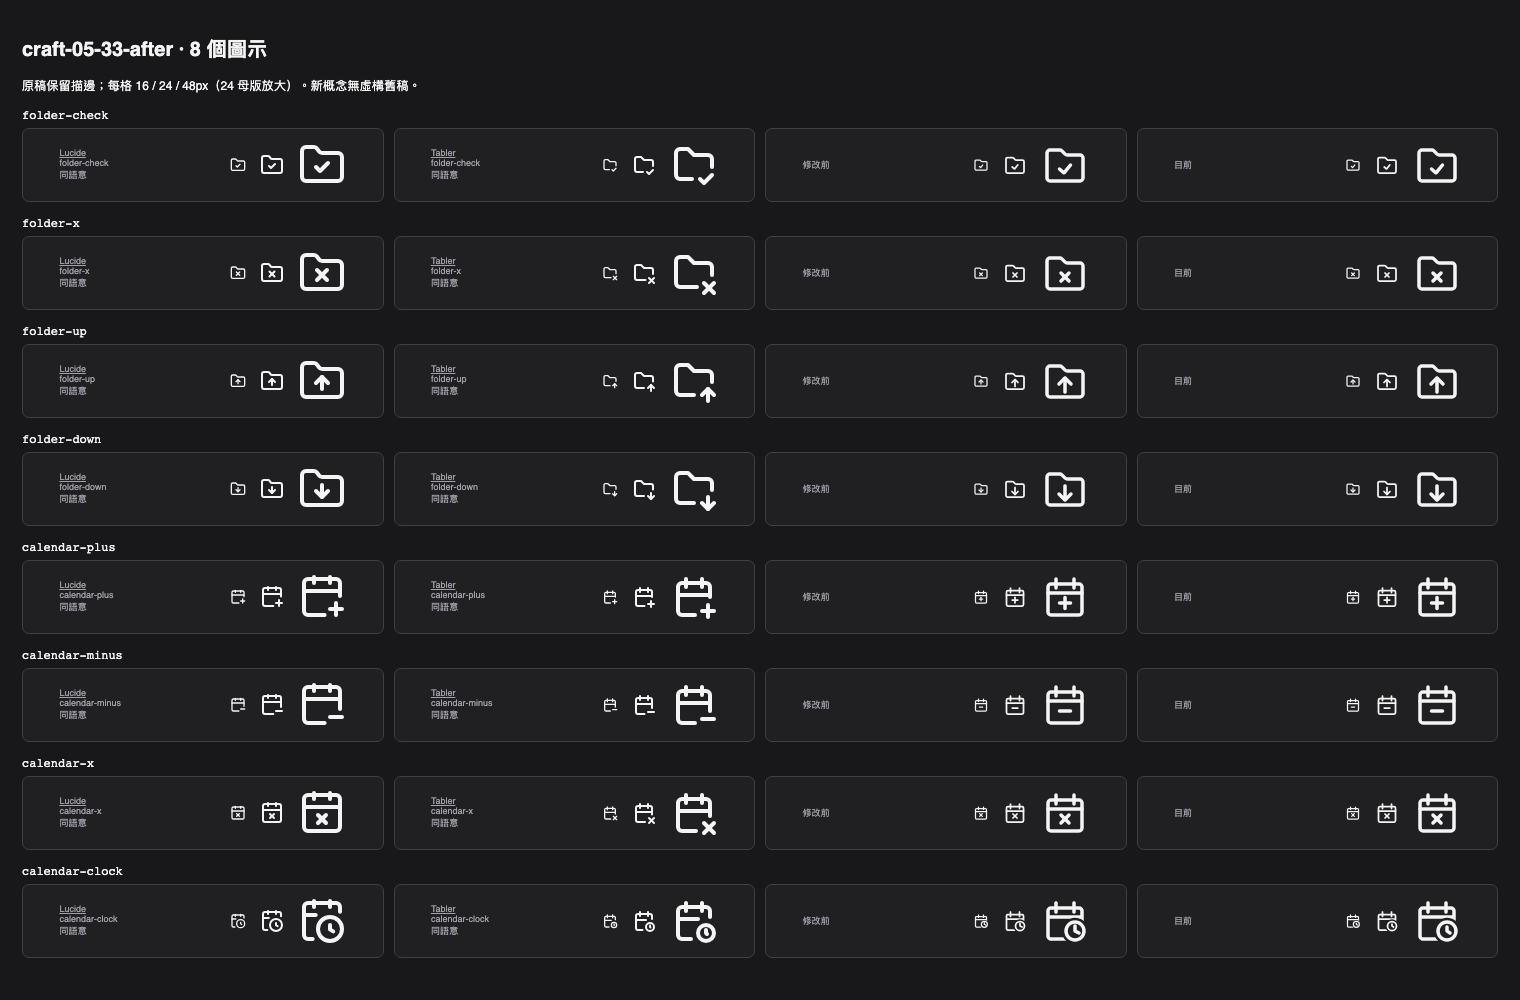 craft-05-33-after · 8 個圖示
原稿保留描邊；每格 16 / 24 / 48px（24 母版放大）。新概念無虛構舊稿。
folder-check
Lucide
folder-check
同語意
Tabler
folder-check
同語意
修改前
目前
folder-x
Lucide
folder-x
同語意
Tabler
folder-x
同語意
修改前
目前
folder-up
Lucide
folder-up
同語意
Tabler
folder-up
同語意
修改前
目前
folder-down
Lucide
folder-down
同語意
Tabler
folder-down
同語意
修改前
目前
calendar-plus
Lucide
calendar-plus
同語意
Tabler
calendar-plus
同語意
修改前
目前
calendar-minus
Lucide
calendar-minus
同語意
Tabler
calendar-minus
同語意
修改前
目前
calendar-x
Lucide
calendar-x
同語意
Tabler
calendar-x
同語意
修改前
目前
calendar-clock
Lucide
calendar-clock
同語意
Tabler
calendar-clock
同語意
修改前
目前